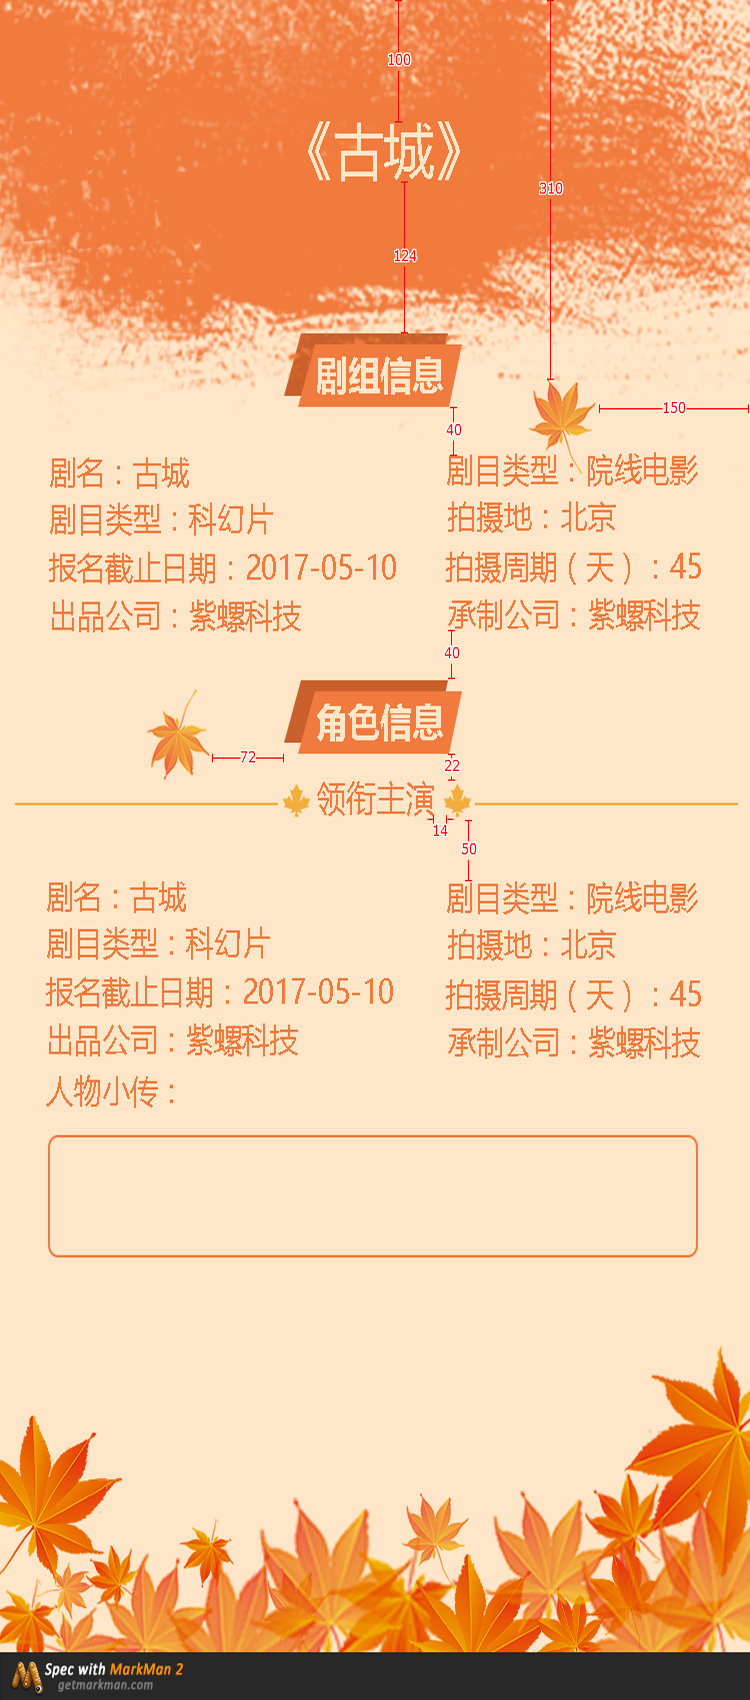 100
《古城》
310
124
剧组信息
150
40
剧名：古城
剧目类型：院线电影
剧目类型：科幻片
拍摄地：北京
报名截止日期：2017-05-10
拍摄周期（天）：45
出品公司：紫螺科技
承制公司：紫螺科技
40
角色信息
72
22
领衔主演
14
50
剧名：古城
剧目类型：院线电影
剧目类型：科幻片
拍摄地：北京
报名截止日期：2017-05-10
拍摄周期（天）：45
出品公司：紫螺科技
承制公司：紫螺科技
人物小传：
Spec with MarkMan 2
getmarkman.com